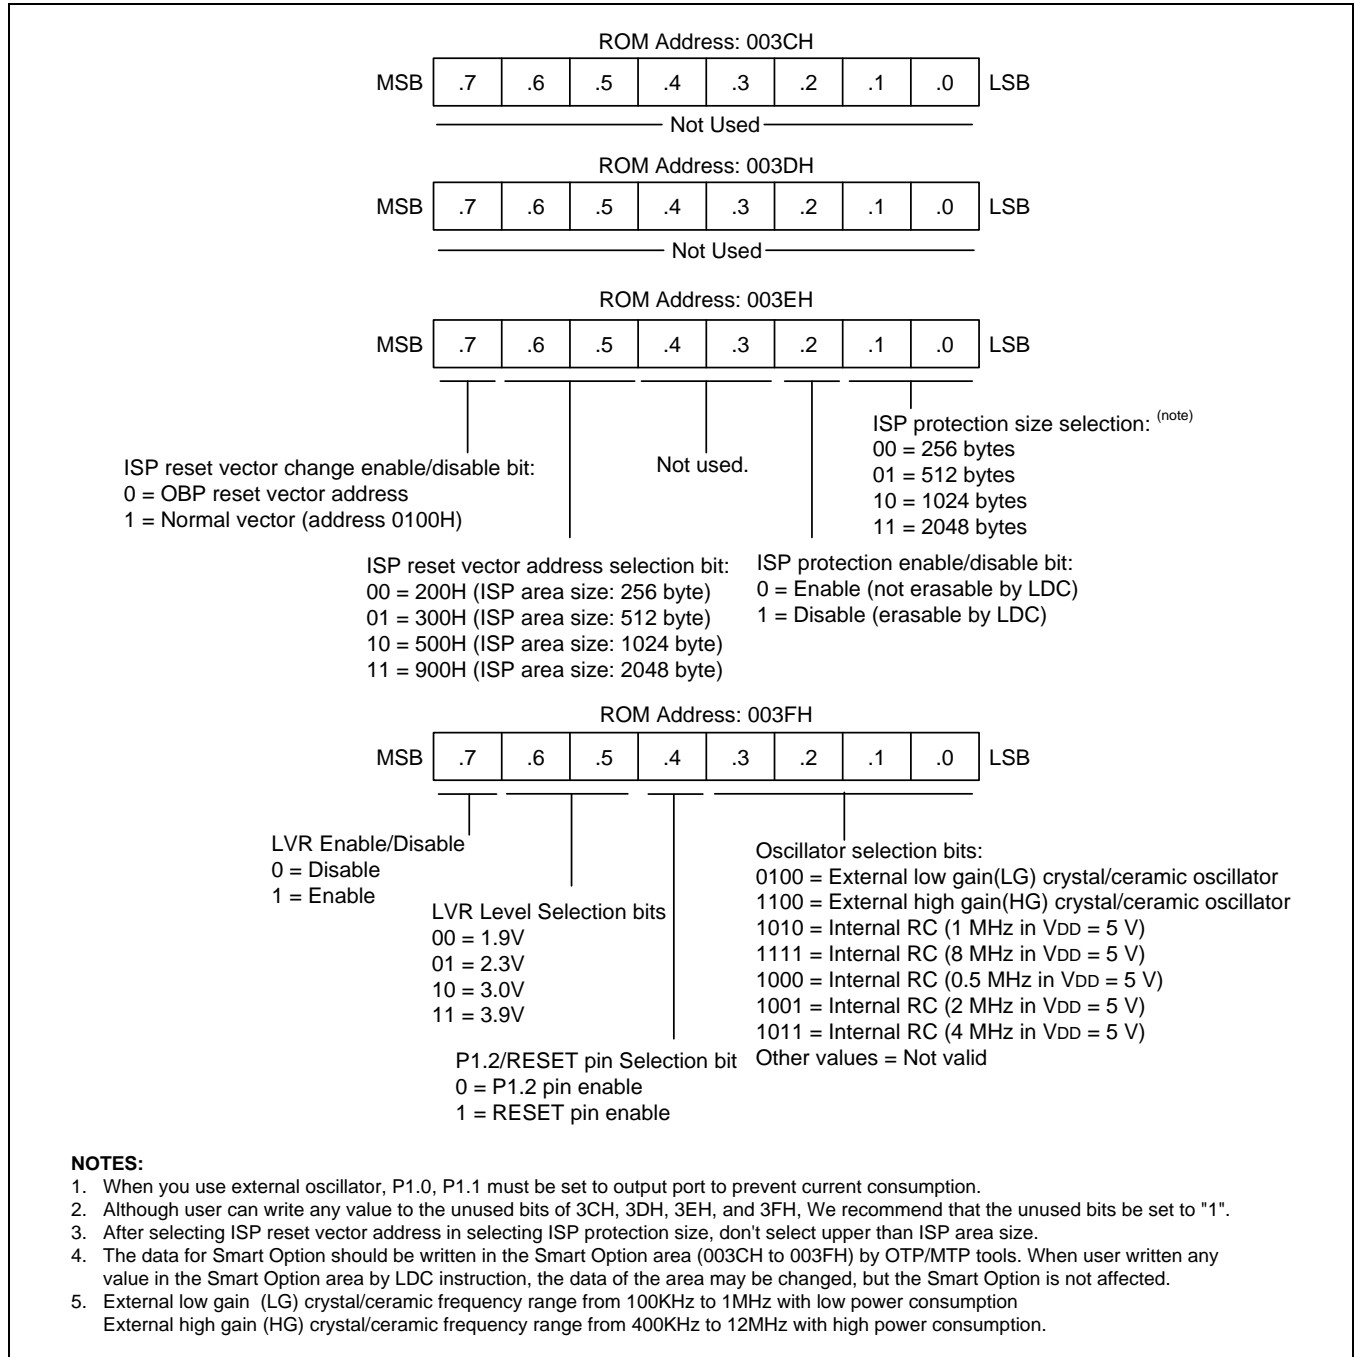 ROM Address: 003CH
MSB .7 .6 .5 .4 .3 .2 .1 .0 LSB
Not Used
ROM Address: 003DH
MSB .7 .6 .5 .4 .3 .2 .1 .0 LSB
Not Used
ROM Address: 003EH
MSB .7 .6 .5 .4 .3 .2 .1 .0 LSB
ISP reset vector change enable/disable bit:
0 = OBP reset vector address
1 = Normal vector (address 0100H)
ISP reset vector address selection bit:
00 = 200H (ISP area size: 256 byte)
01 = 300H (ISP area size: 512 byte)
10 = 500H (ISP area size: 1024 byte)
11 = 900H (ISP area size: 2048 byte)
Not used.
ISP protection enable/disable bit:
0 = Enable (not erasable by LDC)
1 = Disable (erasable by LDC)
ISP protection size selection: (note)
00 = 256 bytes
01 = 512 bytes
10 = 1024 bytes
11 = 2048 bytes
ROM Address: 003FH
MSB .7 .6 .5 .4 .3 .2 .1 .0 LSB
LVR Enable/Disable
0 = Disable
1 = Enable
LVR Level Selection bits
00 = 1.9V
01 = 2.3V
10 = 3.0V
11 = 3.9V
P1.2/RESET pin Selection bit
0 = P1.2 pin enable
1 = RESET pin enable
Oscillator selection bits:
0100 = External low gain(LG) crystal/ceramic oscillator
1100 = External high gain(HG) crystal/ceramic oscillator
1010 = Internal RC (1 MHz in VDD = 5 V)
1111 = Internal RC (8 MHz in VDD = 5 V)
1000 = Internal RC (0.5 MHz in VDD = 5 V)
1001 = Internal RC (2 MHz in VDD = 5 V)
1011 = Internal RC (4 MHz in VDD = 5 V)
Other values = Not valid
NOTES:
1. When you use external oscillator, P1.0, P1.1 must be set to output port to prevent current consumption.
2. Although user can write any value to the unused bits of 3CH, 3DH, 3EH, and 3FH, We recommend that the unused bits be set to "1".
3. After selecting ISP reset vector address in selecting ISP protection size, don't select upper than ISP area size.
4. The data for Smart Option should be written in the Smart Option area (003CH to 003FH) by OTP/MTP tools. When user written any
value in the Smart Option area by LDC instruction, the data of the area may be changed, but the Smart Option is not affected.
5. External low gain (LG) crystal/ceramic frequency range from 100KHz to 1MHz with low power consumption
External high gain (HG) crystal/ceramic frequency range from 400KHz to 12MHz with high power consumption.